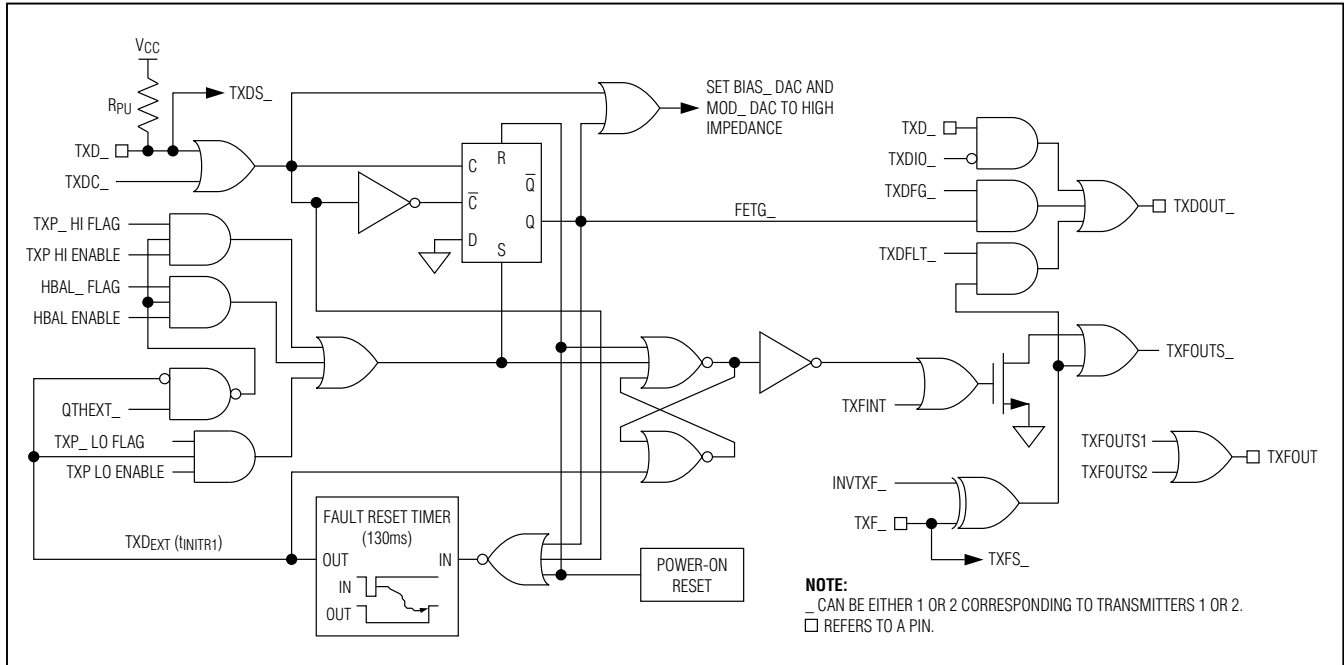 VCC
RPU
TXDS_
TXD_
TXDC_
SET BIAS_ DAC AND
MOD_ DAC TO HIGH
IMPEDANCE
C
R
C
D
S
Q
Q
FETG_
TXD_
TXDIO_
TXDFG_
TXDFLT_
TXDOUT_
TXP_ HI FLAG
TXP HI ENABLE
HBAL_ FLAG
HBAL ENABLE
QTHEXT_
TXP_ LO FLAG
TXP LO ENABLE
TXFINT
TXFOUTS_
TXFOUTS1
TXFOUTS2
TXFOUT
INVTXF_
TXF_
TXFS_
TXDEXT (tINITR1)
FAULT RESET TIMER
(130ms)
OUT
IN
IN
OUT
POWER-ON
RESET
NOTE:
_ CAN BE EITHER 1 OR 2 CORRESPONDING TO TRANSMITTERS 1 OR 2.
□ REFERS TO A PIN.